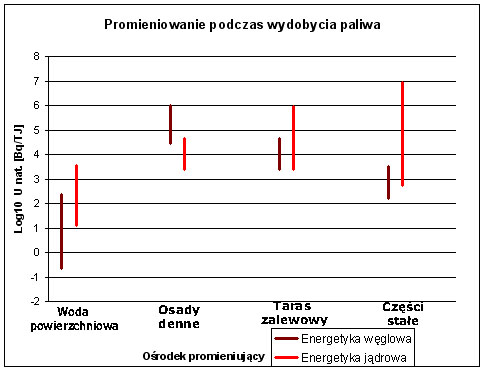 Promieniowanie podczas wydobycia paliwa
Log10 U nat. [Bq/TJ]
8
7
6
5
4
3
2
1
0
-1
-2
Woda
powierzchniowa
Osady
denne
Taras
zalewowy
Części
stałe
Ośrodek promieniujący
Energetyka węglowa
Energetyka jądrowa